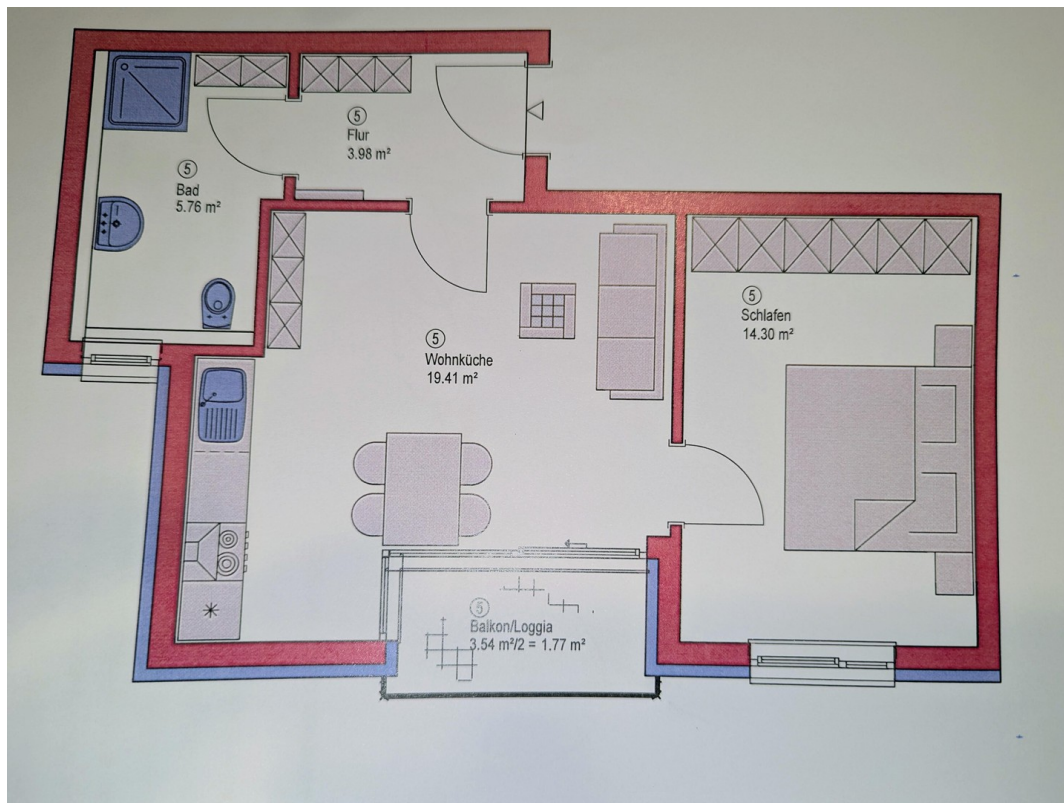 5
Flur
3.98 m²
5
Bad
5.76 m²
5
Schlafen
14.30 m²
5
Wohnküche
19.41 m²
5
Balkon/Loggia
3.54 m²/2 = 1.77 m²